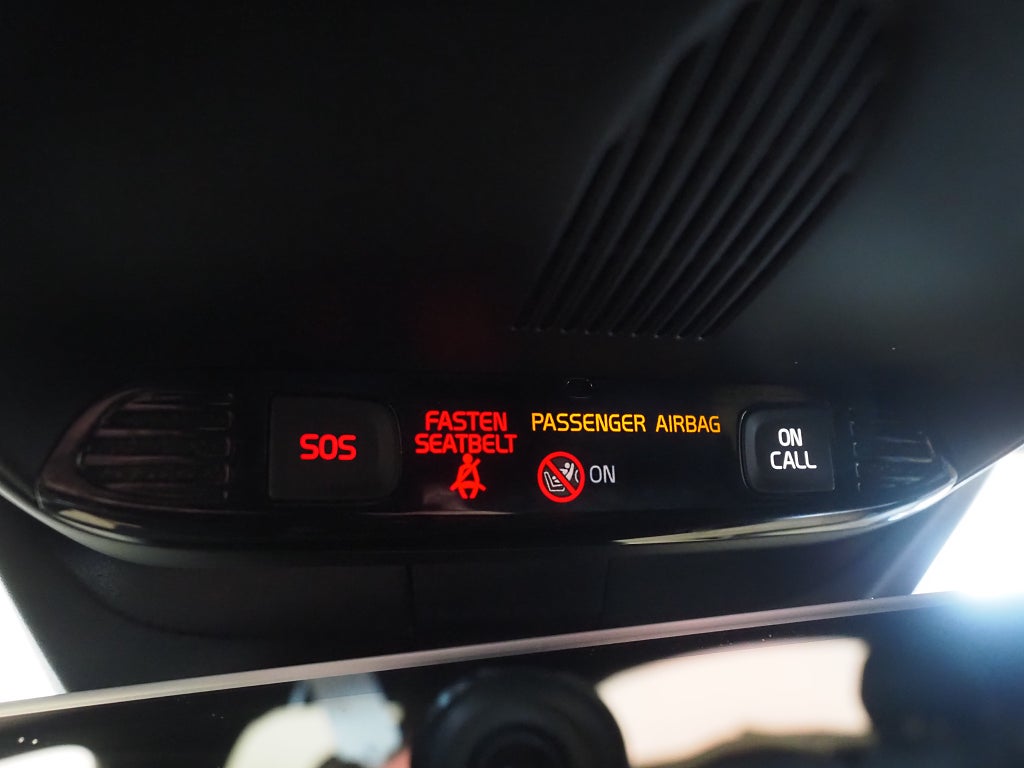 SOS
FASTEN
SEATBELT
PASSENGER AIRBAG
ON
ON
CALL